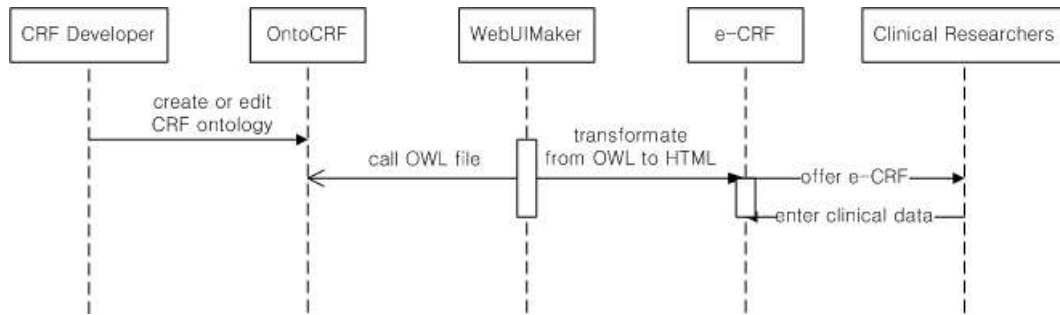 CRF Developer
OntoCRF
WebUIMaker
e-CRF
Clinical Researchers
create or edit
CRF ontology
call OWL file
transformate
from OWL to HTML
offer e-CRF
enter clinical data